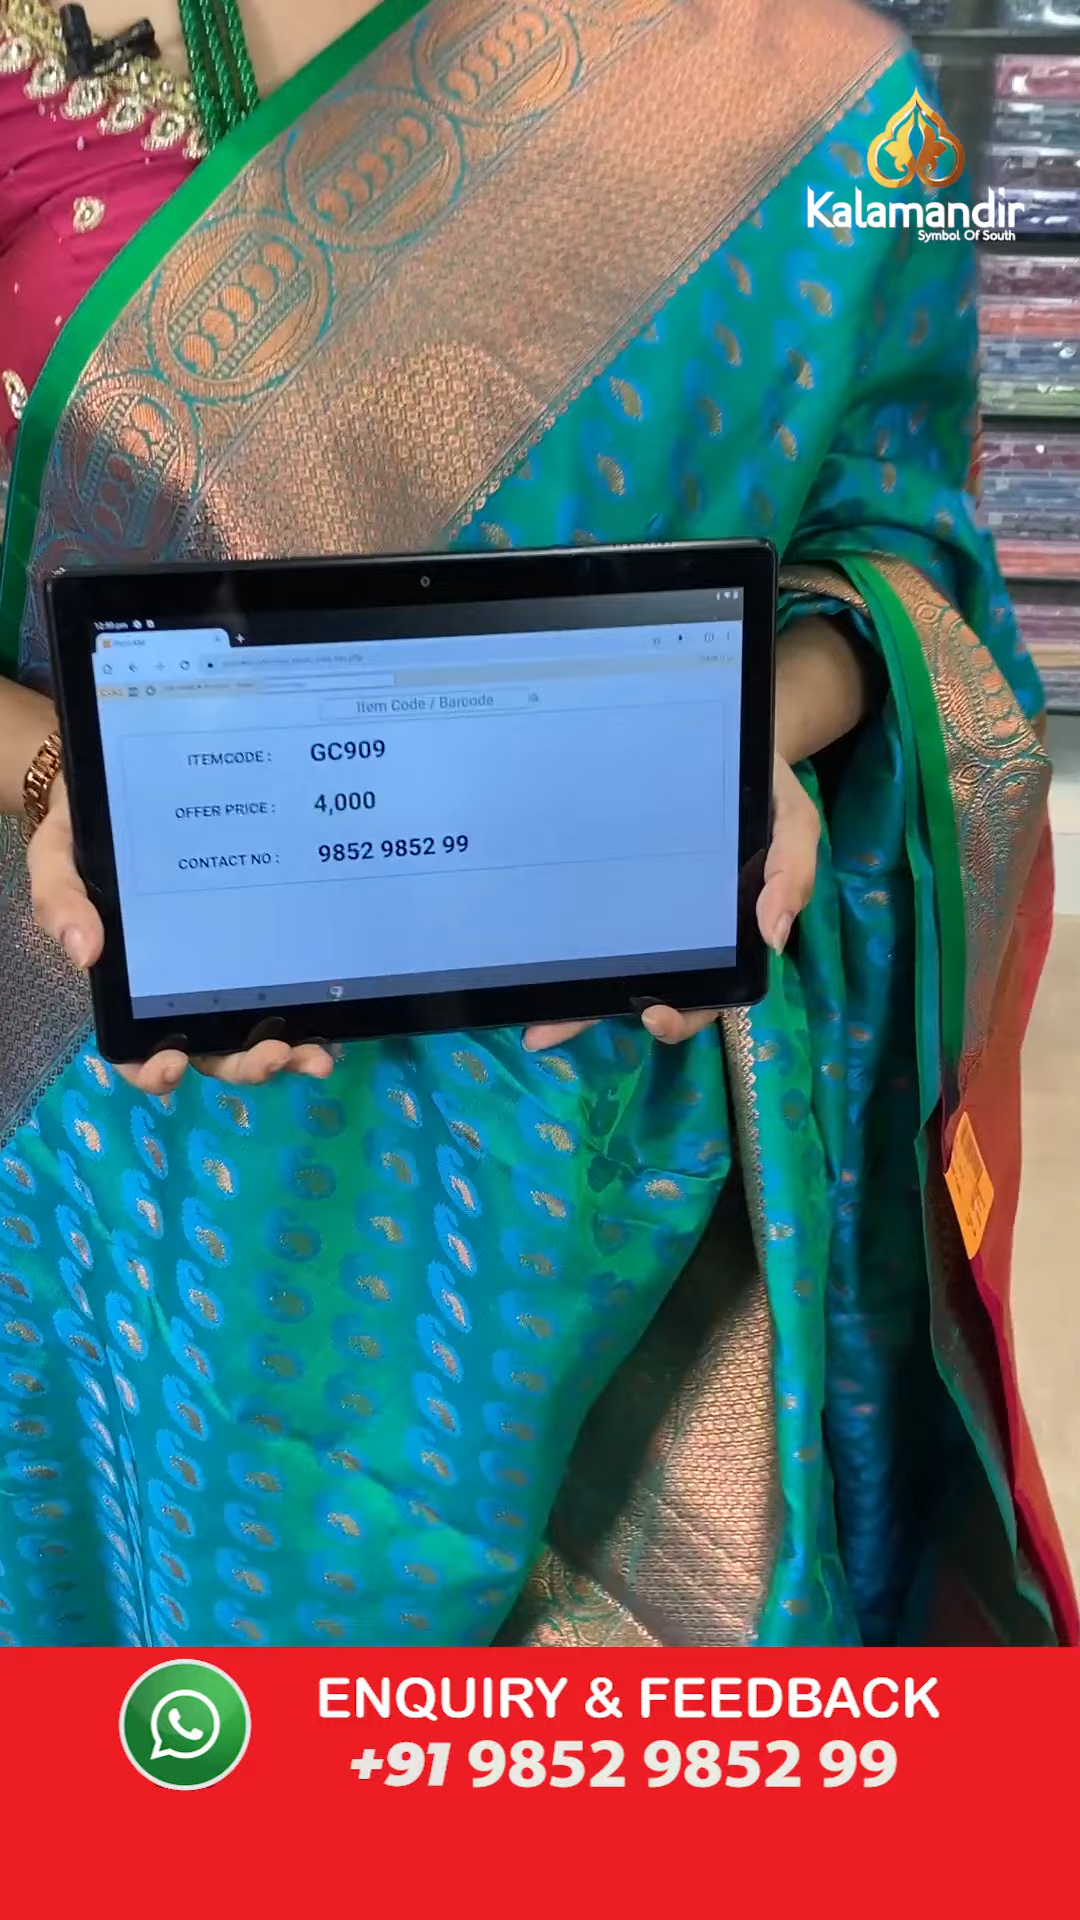 Kalamandir
Symbol Of South
Item Code / Barcode
ITEMCODE : GC909
OFFER PRICE : 4,000
CONTACT NO : 9852 9852 99
ENQUIRY & FEEDBACK
+91 9852 9852 99